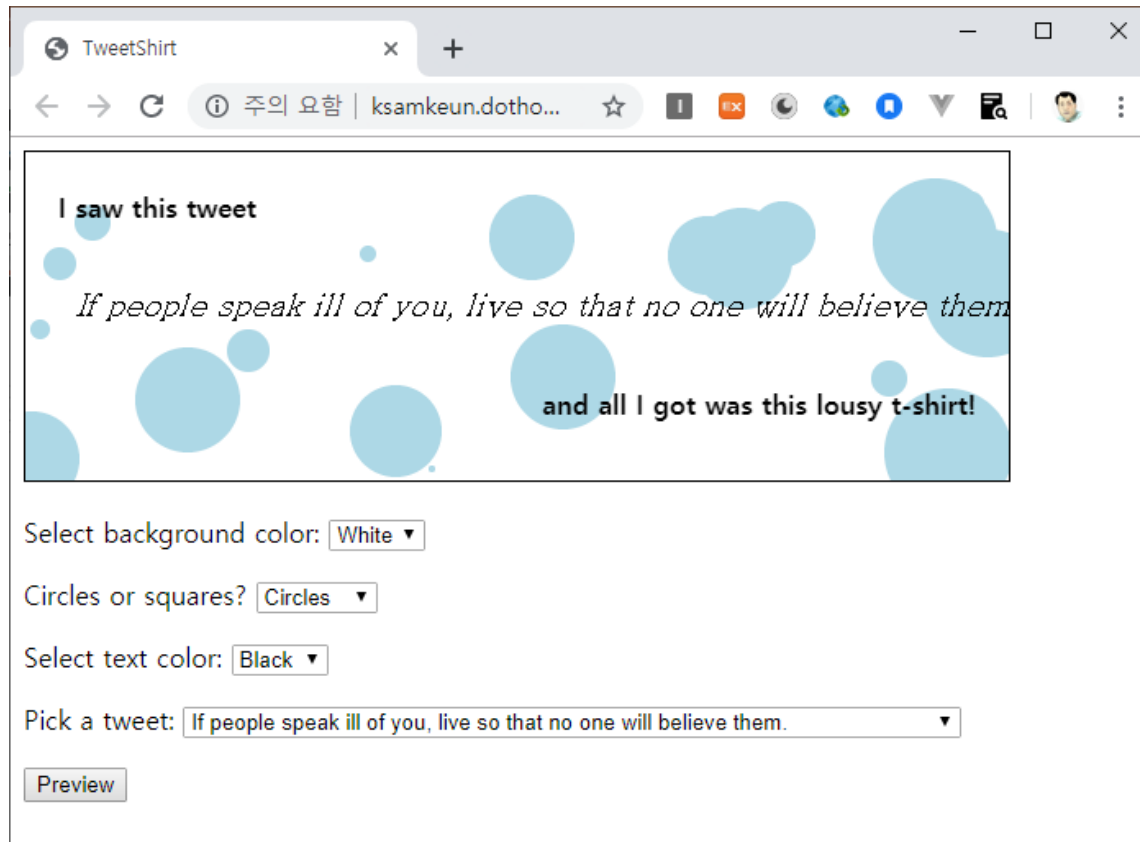 TweetShirt
주의 요함 | ksamkeun.dotho...
I saw this tweet
If people speak ill of you, live so that no one will believe them
and all I got was this lousy t-shirt!
Select background color: White
Circles or squares? Circles
Select text color: Black
Pick a tweet: If people speak ill of you, live so that no one will believe them.
Preview